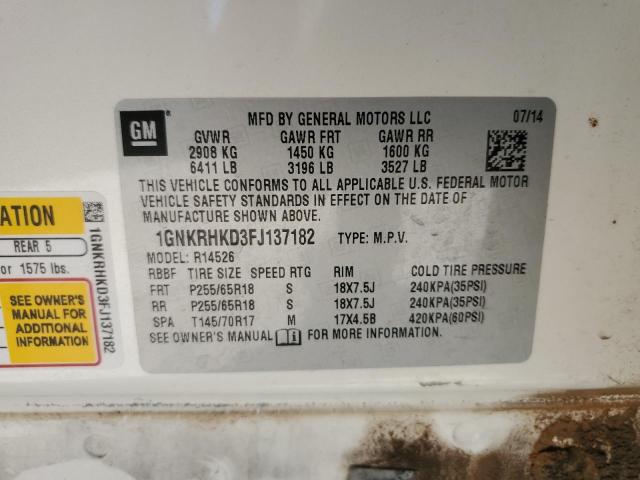 GM
MFD BY GENERAL MOTORS LLC 07/14
GVWR GAWR FRT GAWR RR
2908 KG 1450 KG 1600 KG
6411 LB 3196 LB 3527 LB
THIS VEHICLE CONFORMS TO ALL APPLICABLE U.S. FEDERAL MOTOR
VEHICLE SAFETY STANDARDS IN EFFECT ON THE DATE OF
MANUFACTURE SHOWN ABOVE.
1GNKRHKD3FJ137182 TYPE: M.P.V.
MODEL: R14526
RBBF TIRE SIZE SPEED RTG RIM COLD TIRE PRESSURE
FRT P255/65R18 S 18X7.5J 240KPA(35PSI)
RR P255/65R18 S 18X7.5J 240KPA(35PSI)
SPA T145/70R17 M 17X4.5B 420KPA(60PSI)
SEE OWNER'S MANUAL FOR MORE INFORMATION
ATION
REAR 5
or 1575 lbs.
SEE OWNER'S
MANUAL FOR
ADDITIONAL
INFORMATION
1GNKRHKD3FJ137182